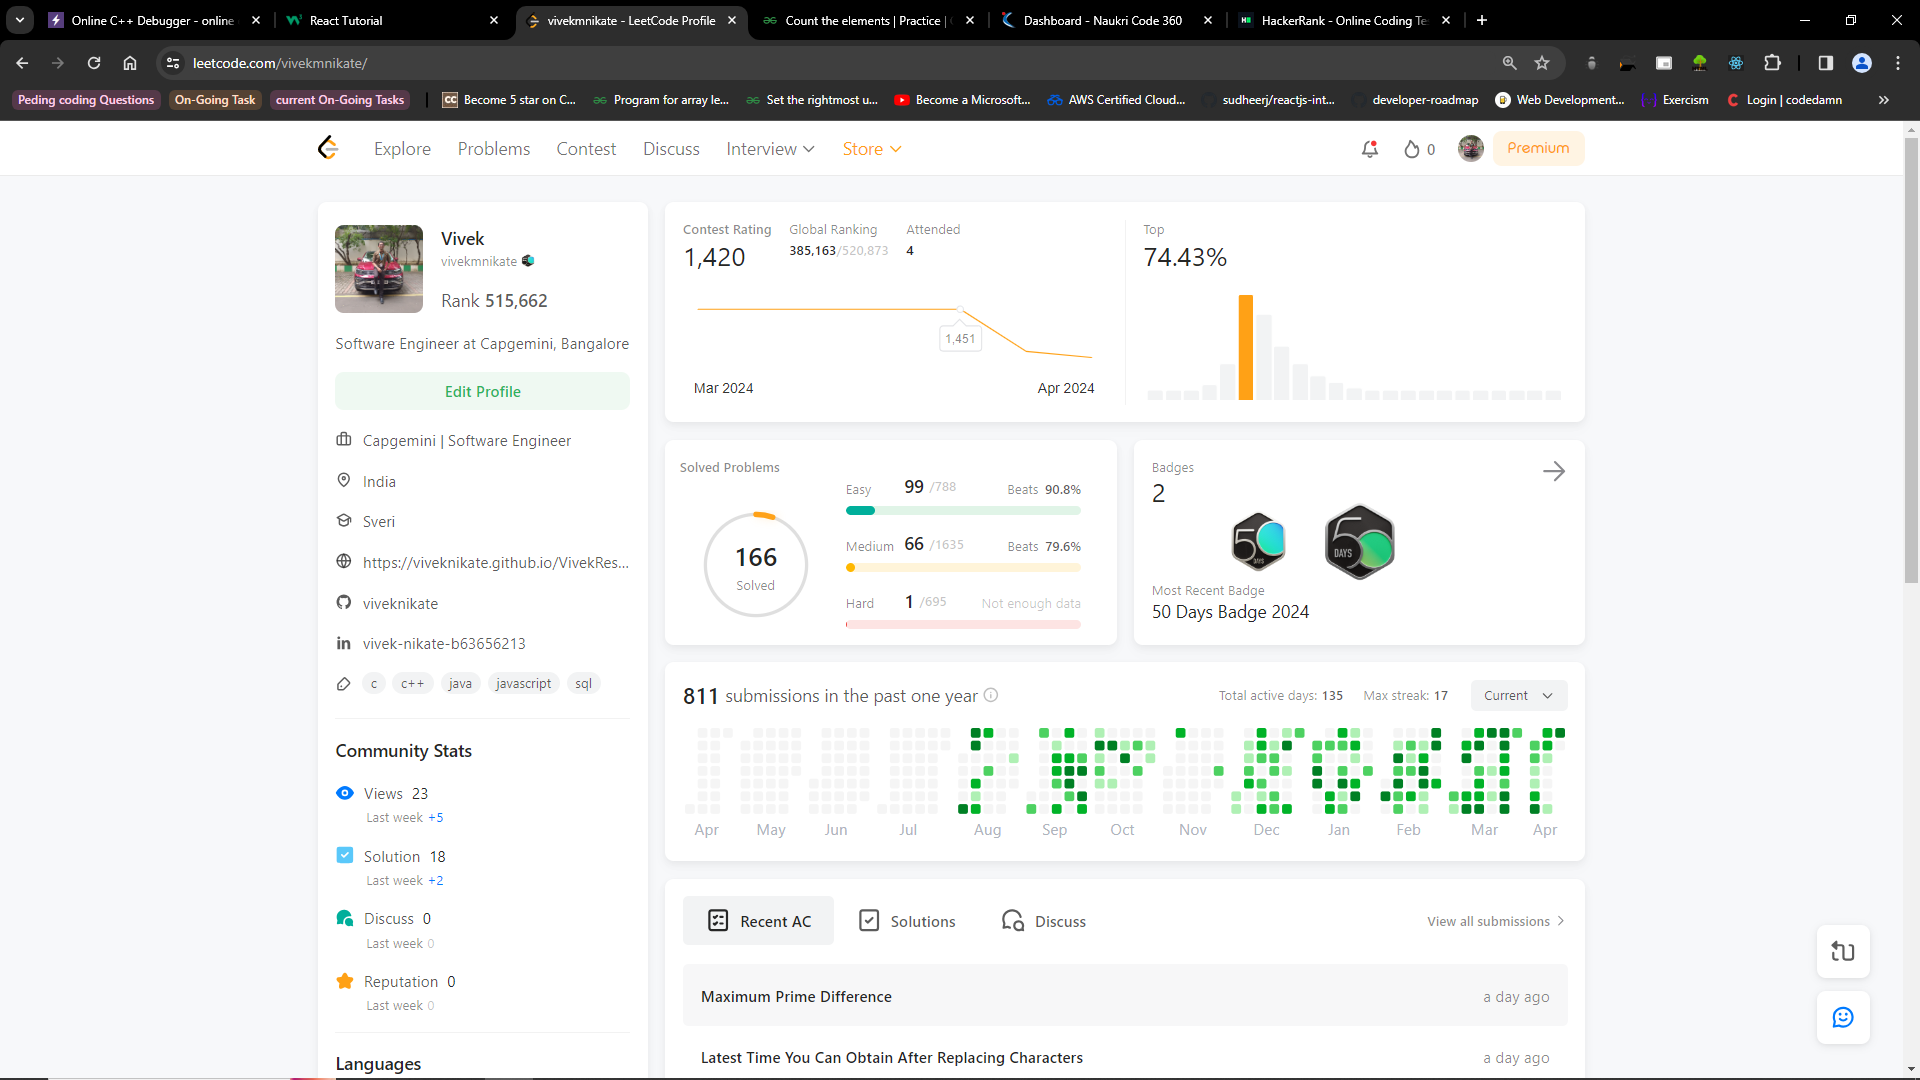 Online C++ Debugger - online
React Tutorial
vivekmnikate - LeetCode Profile
Count the elements | Practice |
Dashboard - Naukri Code 360
HackerRank - Online Coding Te
leetcode.com/vivekmnikate/
Peding coding Questions
On-Going Task
current On-Going Tasks
Become 5 star on C...
Program for array le...
Set the rightmost u...
Become a Microsoft...
AWS Certified Cloud...
sudheerj/reactjs-int...
developer-roadmap
Web Development...
Exercism
Login | codedamn
Explore
Problems
Contest
Discuss
Interview
Store
0
Premium
Vivek
vivekmnikate
Rank 515,662
Software Engineer at Capgemini, Bangalore
Edit Profile
Capgemini | Software Engineer
India
Sveri
https://viveknikate.github.io/VivekRes...
viveknikate
vivek-nikate-b63656213
c
c++
java
javascript
sql
Community Stats
Views 23
Last week +5
Solution 18
Last week +2
Discuss 0
Last week 0
Reputation 0
Last week 0
Languages
Contest Rating
1,420
Global Ranking
385,163/520,873
Attended
4
1,451
Mar 2024
Apr 2024
Top
74.43%
Solved Problems
166
Solved
Easy 99 /788 Beats 90.8%
Medium 66 /1635 Beats 79.6%
Hard 1 /695 Not enough data
Badges
2
50 DAYS
50 DAYS
Most Recent Badge
50 Days Badge 2024
811 submissions in the past one year
Total active days: 135
Max streak: 17
Current
Apr May Jun Jul Aug Sep Oct Nov Dec Jan Feb Mar Apr
Recent AC
Solutions
Discuss
View all submissions
Maximum Prime Difference
a day ago
Latest Time You Can Obtain After Replacing Characters
a day ago